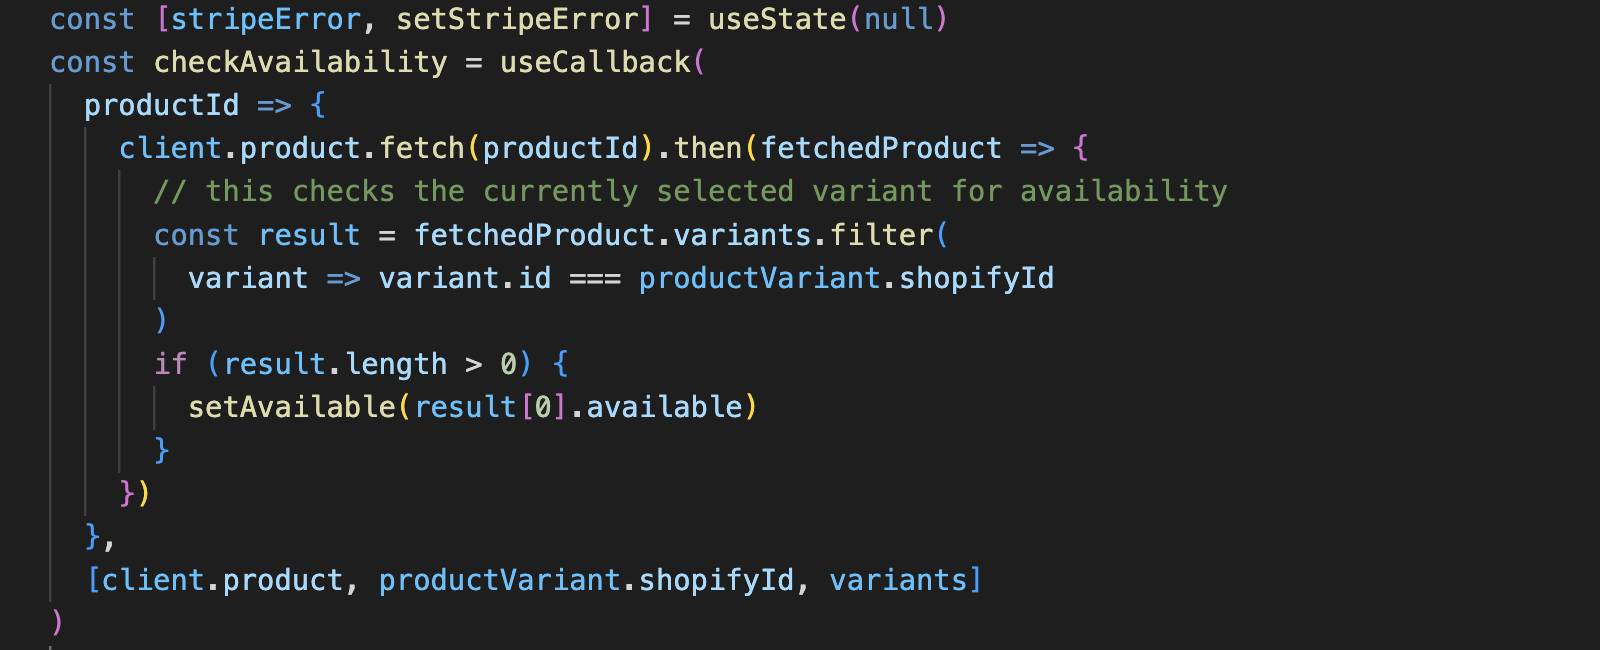 const [stripeError, setStripeError] = useState(null)
const checkAvailability = useCallback(
productId => {
client.product.fetch(productId).then(fetchedProduct => {
// this checks the currently selected variant for availability
const result = fetchedProduct.variants.filter(
variant => variant.id === productVariant.shopifyId
)
if (result.length > 0) {
setAvailable(result[0].available)
}
})
},
[client.product, productVariant.shopifyId, variants]
)